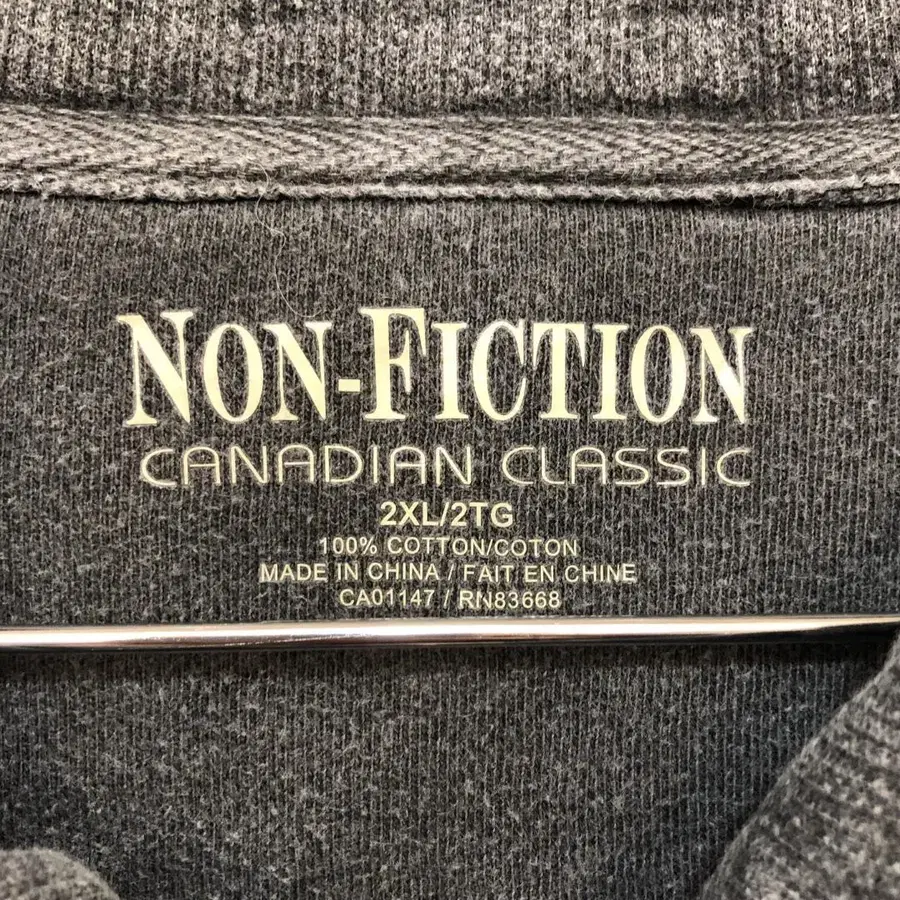 NON-FICTION
CANADIAN CLASSIC
2XL/2TG
100% COTTON/COTON
MADE IN CHINA / FAIT EN CHINE
CA01147 / RN83668